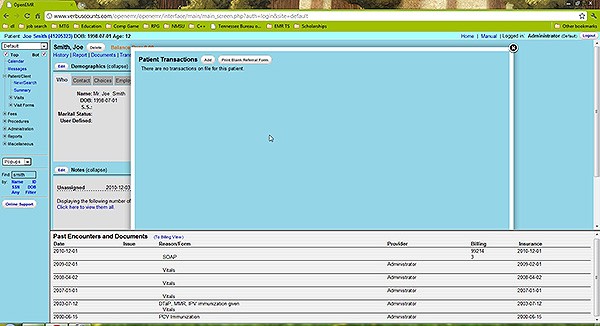 OpenEMR
www.verbuscounts.com/openemr/openemr/interface/main/main_screen.php?auth=login&site=default
job search MTG Education Comp G Comp Tennessee Bureau o... EMR TS Scholarships Other bookmarks
Patient: Joe Smith (41205323) DOB: 1998-07-01 Age: 12 Home | Manual | Logged in: Administrator (Default) Logout
Default
Top Bot
Calendar
Messages
Patient/Client
New/Search
Summary
Visits
Visit Forms
Fees
Procedures
Administration
Reports
Miscellaneous
Popups
Find: smith
by: Name ID
SSN DOB
Any Filter
Online Support
Smith, Joe Delete
History | Report | Documents | Trans
Edit Demographics (collapse)
Who Contact Choices Employ
Name: Mr. Joe Smith
DOB: 1998-07-01
S.S.:
Marital Status:
User Defined:
Edit Notes (collapse)
Unassigned 2010-12-03
Displaying the following number of
Click here to view them all.
Patient Transactions Add Print Blank Referral Form
There are no transactions on file for this patient.
Past Encounters and Documents (To Billing View)
Date Issue Reason/Form Provider Billing Insurance
2010-12-01 99214 2010-12-01
SOAP 3
2009-02-01 Administrator 2009-02-01
Vitals
2008-04-02 Administrator 2008-04-02
Vitals
2007-01-01 Administrator 2007-01-01
Vitals
2003-07-12 DTaP, MMR, IPV immunization given Administrator 2003-07-12
Vitals
2000-06-15 PCV Immunization Administrator 2000-06-15